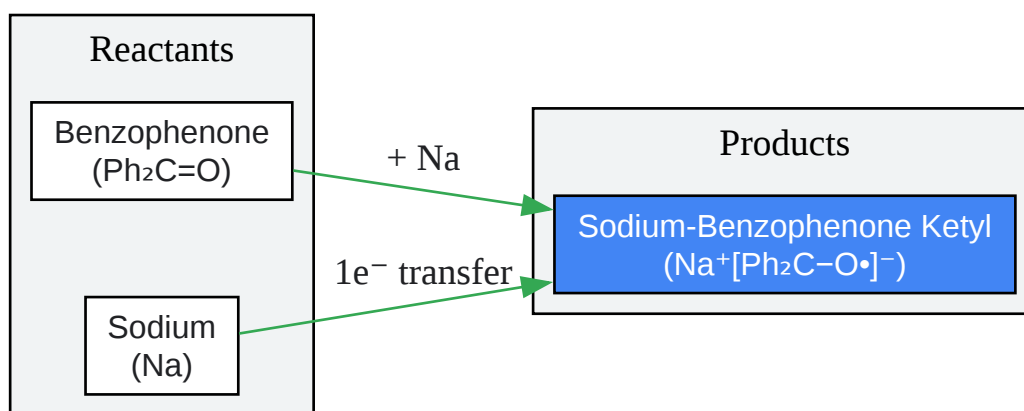 Reactants
Benzophenone
(Ph₂C=O)
+ Na
Products
Sodium-Benzophenone Ketyl
(Na⁺[Ph₂C−O•]⁻)
1e⁻ transfer
Sodium
(Na)